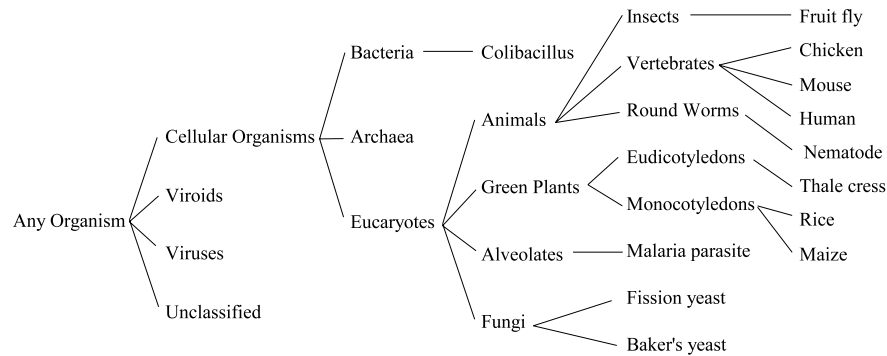 Any Organism
Cellular Organisms
Viroids
Viruses
Unclassified
Bacteria
Archaea
Eucaryotes
Colibacillus
Animals
Green Plants
Alveolates
Fungi
Insects
Vertebrates
Round Worms
Eudicotyledons
Monocotyledons
Malaria parasite
Fission yeast
Baker's yeast
Fruit fly
Chicken
Mouse
Human
Nematode
Thale cress
Rice
Maize